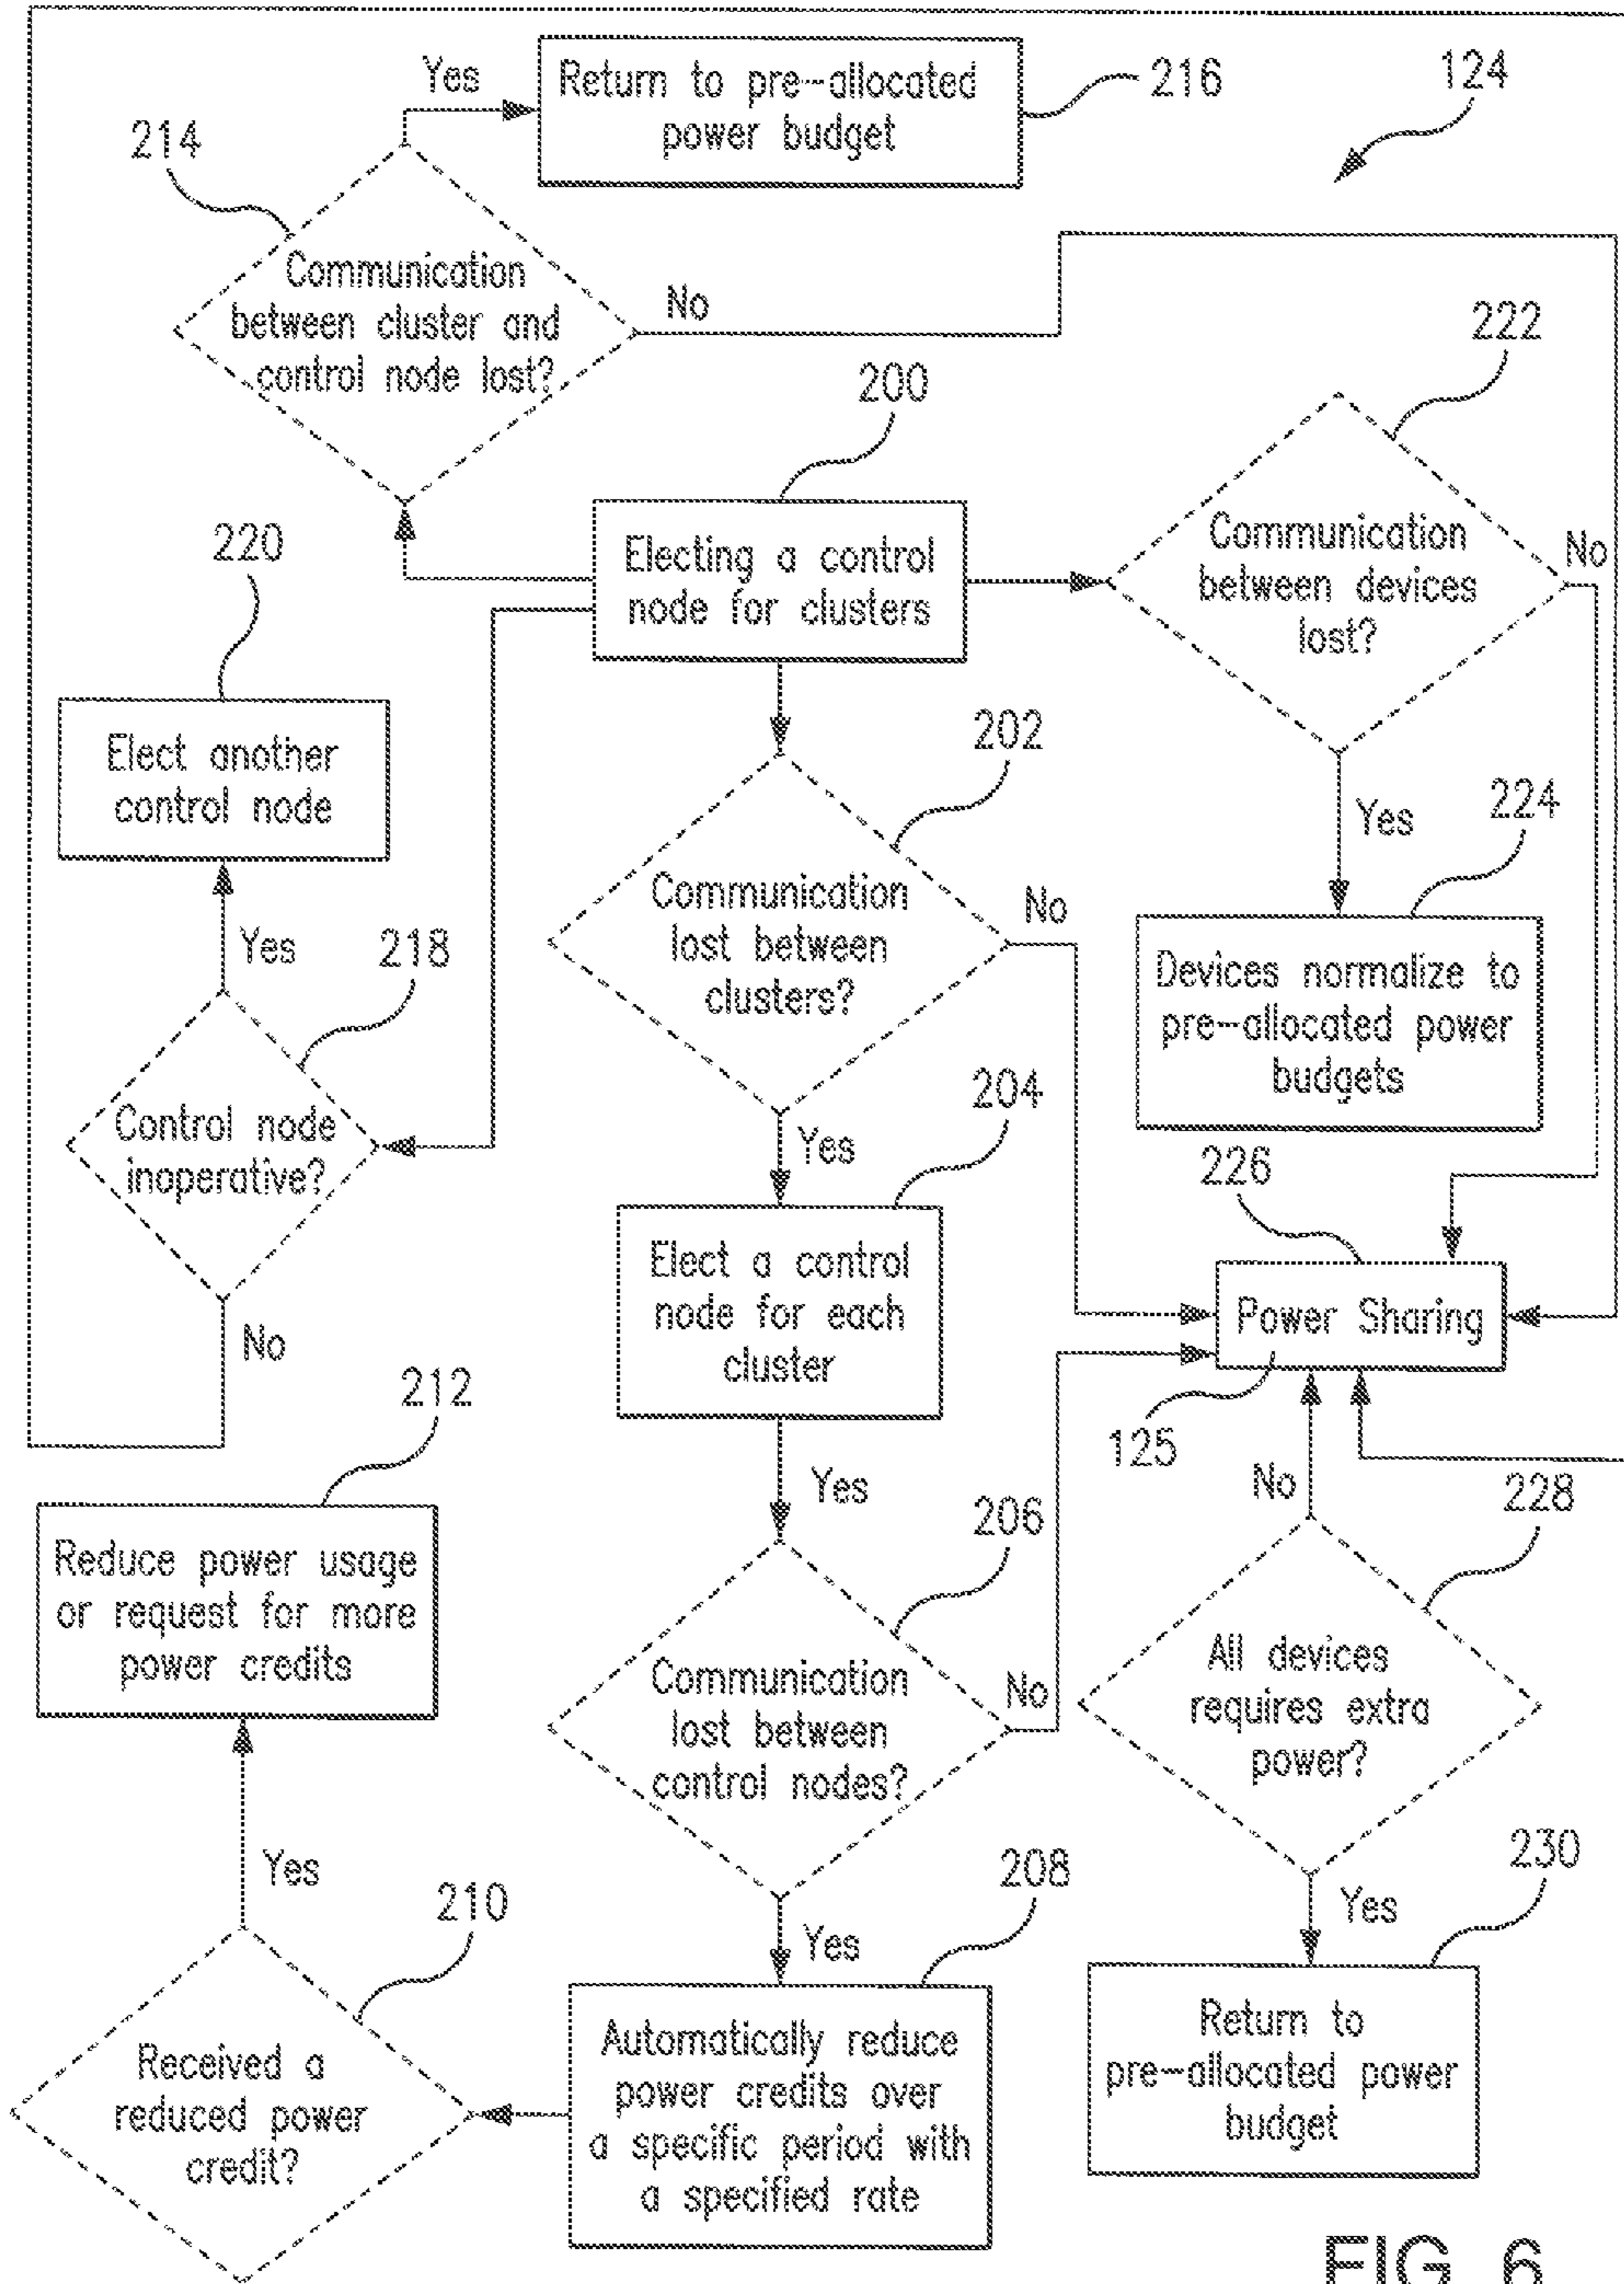 Yes
Return to pre-allocated
power budget
216
124
214
Communication
between cluster and
control node lost?
No
222
200
220
Electing a control
node for clusters
Communication
between devices
lost?
No
Elect another
control node
202
224
Yes
Communication
lost between
clusters?
No
Yes
218
Devices normalize to
pre-allocated power
budgets
204
Control node
inoperative?
Yes
226
Elect a control
node for each
cluster
Power Sharing
No
212
125
Yes
No
228
206
Reduce power usage
or request for more
power credits
All devices
requires extra
power?
Communication
lost between
control nodes?
No
Yes
208
230
210
Yes
Yes
Received a
reduced power
credit?
Automatically reduce
power credits over
a specific period with
a specified rate
Return to
pre-allocated power
budget
FIG. 6